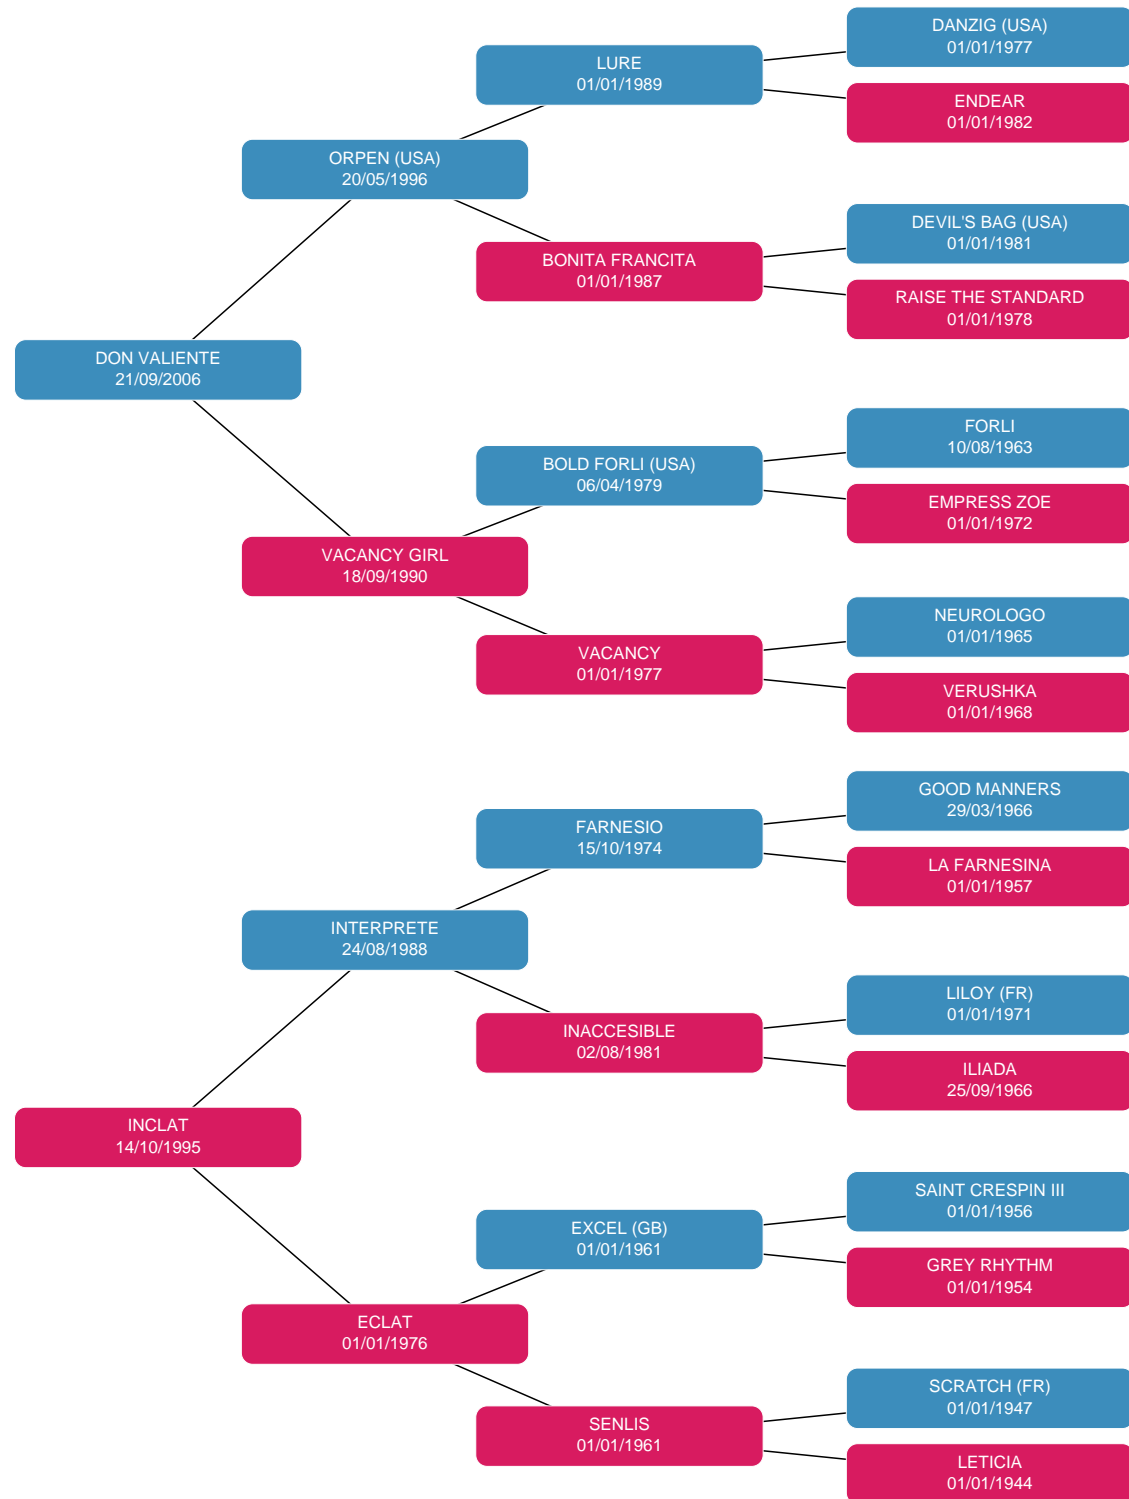 DANZIG (USA)
01/01/1977
LURE
01/01/1989
ENDEAR
01/01/1982
ORPEN (USA)
20/05/1996
DEVIL'S BAG (USA)
01/01/1981
BONITA FRANCITA
01/01/1987
RAISE THE STANDARD
01/01/1978
DON VALIENTE
21/09/2006
FORLI
10/08/1963
BOLD FORLI (USA)
06/04/1979
EMPRESS ZOE
01/01/1972
VACANCY GIRL
18/09/1990
NEUROLOGO
01/01/1965
VACANCY
01/01/1977
VERUSHKA
01/01/1968
GOOD MANNERS
29/03/1966
FARNESIO
15/10/1974
LA FARNESINA
01/01/1957
INTERPRETE
24/08/1988
LILOY (FR)
01/01/1971
INACCESIBLE
02/08/1981
ILIADA
25/09/1966
INCLAT
14/10/1995
SAINT CRESPIN III
01/01/1956
EXCEL (GB)
01/01/1961
GREY RHYTHM
01/01/1954
ECLAT
01/01/1976
SCRATCH (FR)
01/01/1947
SENLIS
01/01/1961
LETICIA
01/01/1944